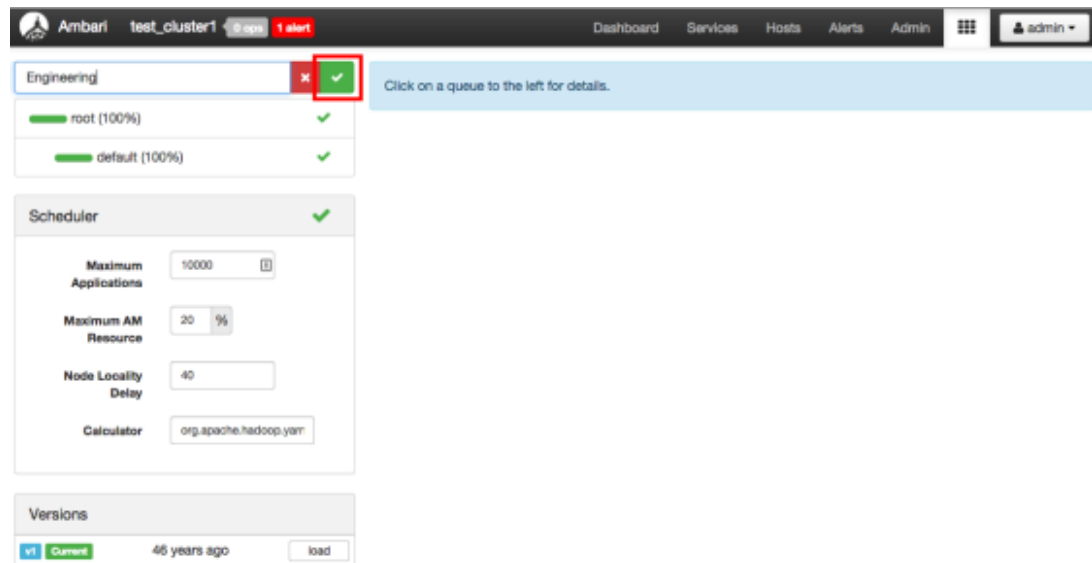 Ambari test_cluster1 0 ops 1 alert Dashboard Services Hosts Alerts Admin admin
Engineering
Click on a queue to the left for details.
root (100%)
default (100%)
Scheduler
Maximum Applications 10000
Maximum AM Resource 20 %
Node Locality Delay 40
Calculator org.apache.hadoop.yarn
Versions
v1 Current 46 years ago load